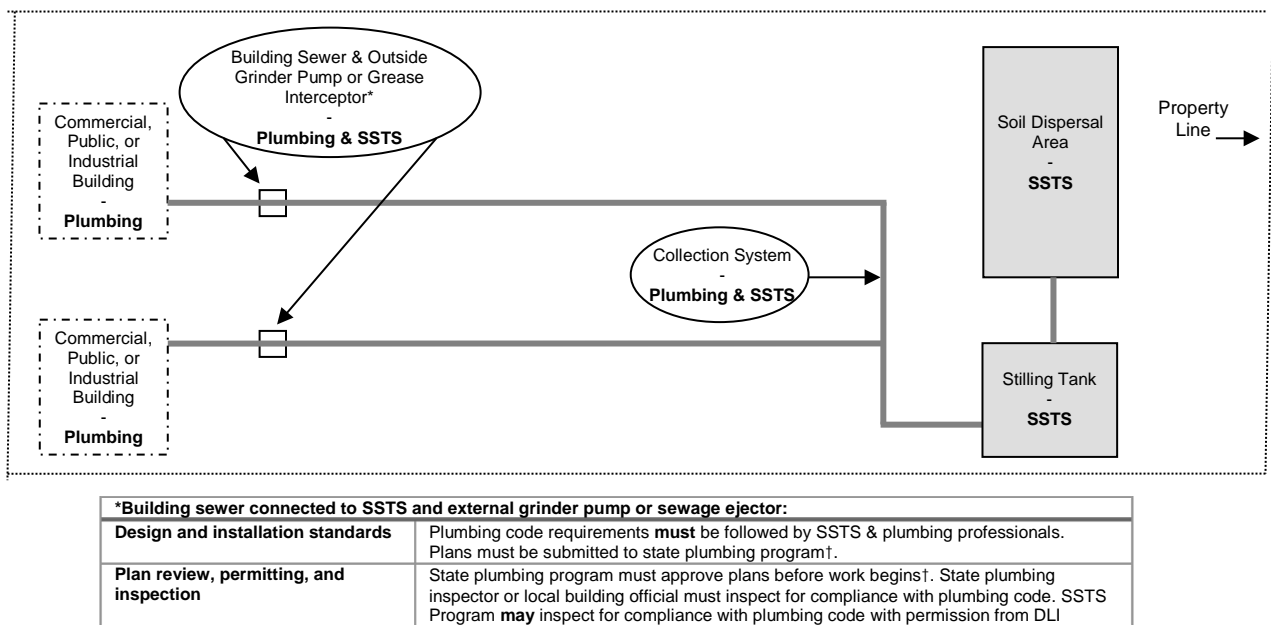 Building Sewer & Outside
Grinder Pump or Grease
Interceptor*
-
Plumbing & SSTS
Commercial,
Public, or
Industrial
Building
-
Plumbing
Soil Dispersal
Area
-
SSTS
Property
Line
Collection System
-
Plumbing & SSTS
Commercial,
Public, or
Industrial
Building
-
Plumbing
Stilling Tank
-
SSTS
*Building sewer connected to SSTS and external grinder pump or sewage ejector:
Design and installation standards
Plumbing code requirements must be followed by SSTS & plumbing professionals.
Plans must be submitted to state plumbing program†.
Plan review, permitting, and
inspection
State plumbing program must approve plans before work begins†. State plumbing
inspector or local building official must inspect for compliance with plumbing code. SSTS
Program may inspect for compliance with plumbing code with permission from DLI